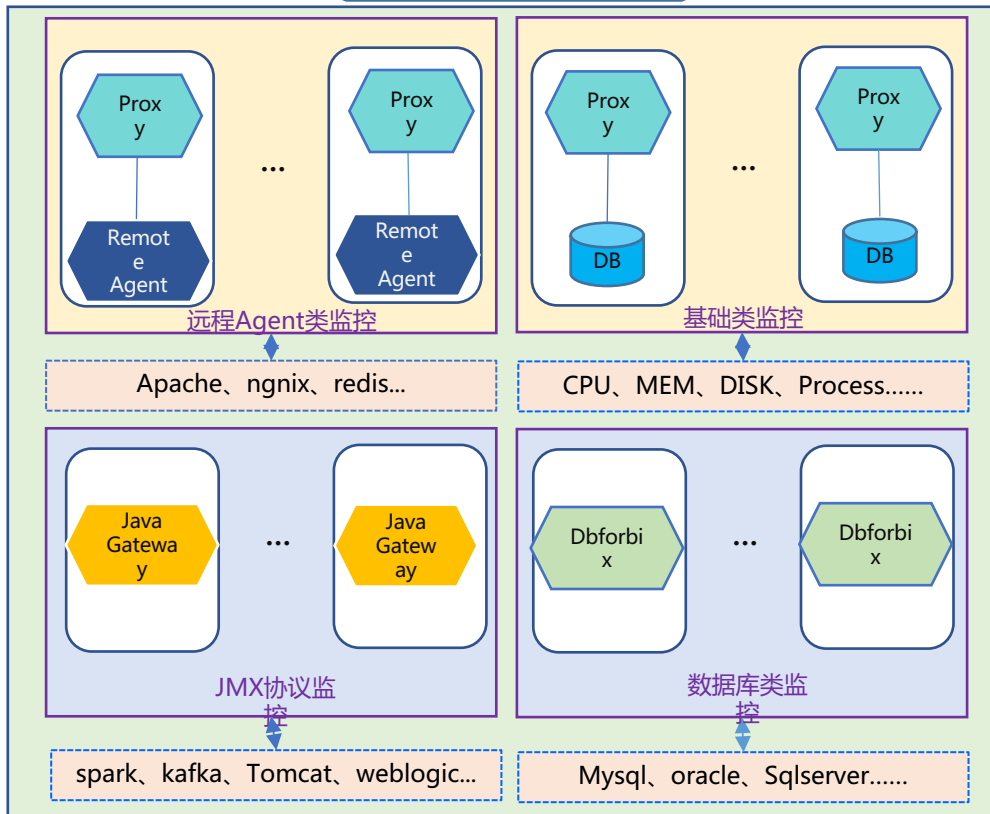 Prox
y
...
Prox
y
Remot
e
Agent
Remot
e
Agent
远程Agent类监控
Prox
y
...
Prox
y
DB
DB
基础类监控
Apache、ngnix、redis...
CPU、MEM、DISK、Process......
Java
Gatewa
y
...
Java
Gatew
ay
JMX协议监
控
Dbforbi
x
...
Dbforbi
x
数据库类监
控
spark、kafka、Tomcat、weblogic...
Mysql、oracle、Sqlserver......